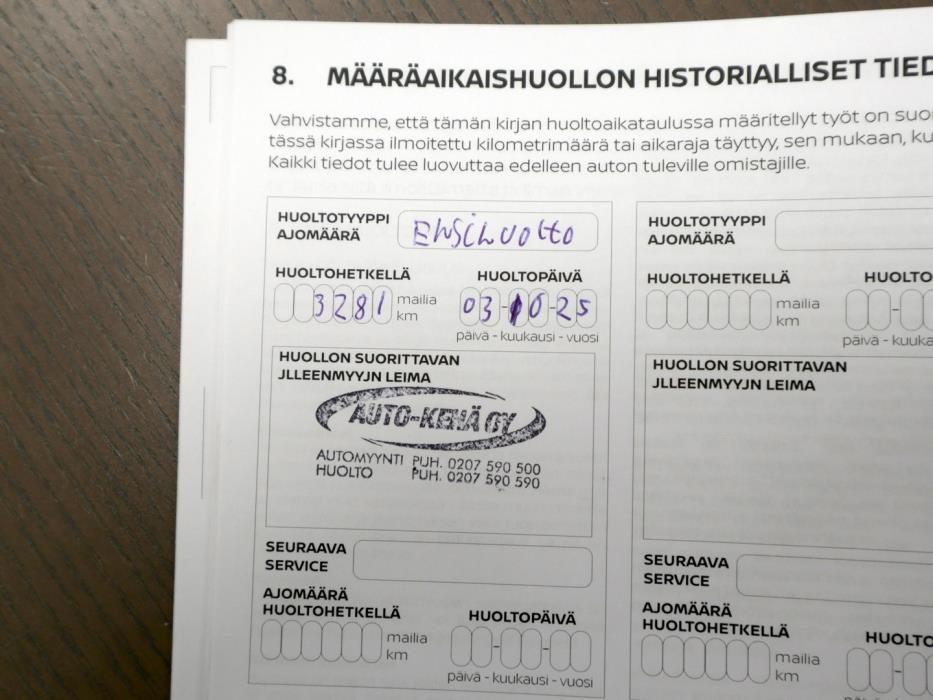 8. MÄÄRÄAIKAISHUOLLON HISTORIALLISET TIED
Vahvistamme, että tämän kirjan huoltoaikataulussa määritellyt työt on suo
tässä kirjassa ilmoitettu kilometrimäärä tai aikaraja täyttyy, sen mukaan, ku
Kaikki tiedot tulee luovuttaa edelleen auton tuleville omistajille.
HUOLTOTYYPPI
AJOMÄÄRÄ
Ensihuolto
HUOLTOHETKELLÄ HUOLTOPÄIVÄ
3281 mailia
km
03-10-25
päivä - kuukausi - vuosi
HUOLLON SUORITTAVAN
JLLEENMYYJN LEIMA
AUTO-KEHÄ OY
AUTOMYYNTI PUH. 0207 590 500
HUOLTO PUH. 0207 590 590
SEURAAVA
SERVICE
AJOMÄÄRÄ
HUOLTOHETKELLÄ HUOLTOPÄIVÄ
mailia
km
päivä - kuukausi - vuosi
HUOLTOTYYPPI
AJOMÄÄRÄ
HUOLTOHETKELLÄ HUOLTO
mailia
km
päivä - kuuka
HUOLLON SUORITTAVAN
JLLEENMYYJN LEIMA
SEURAAVA
SERVICE
AJOMÄÄRÄ
HUOLTOHETKELLÄ HUOLTO
mailia
km